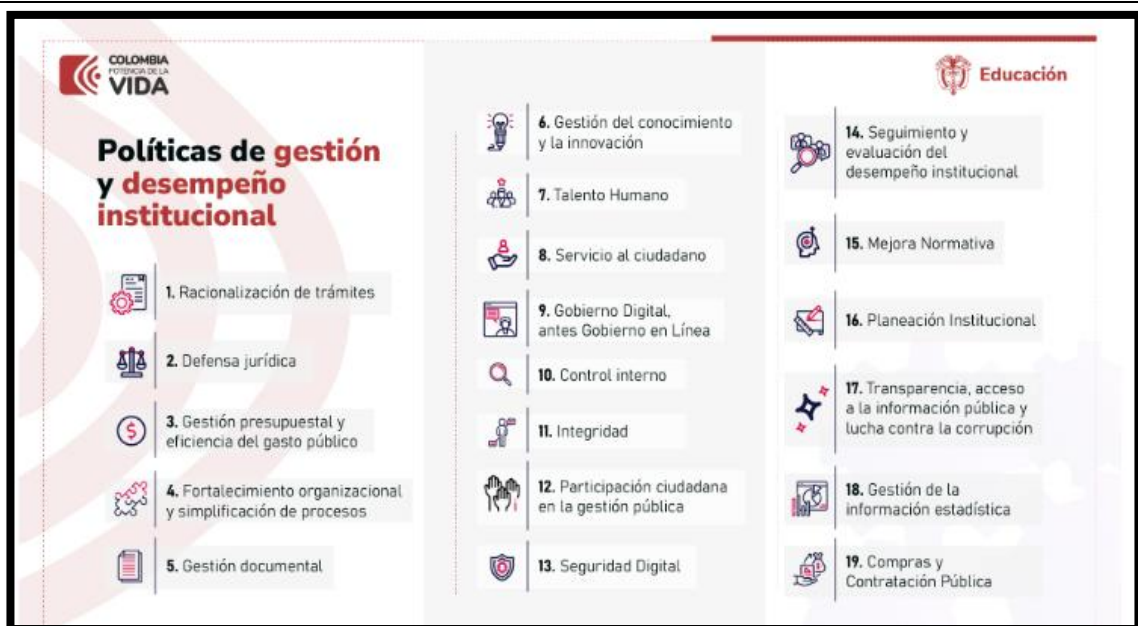 COLOMBIA
POTENCIA DE LA
VIDA
Educación
Políticas de gestión
y desempeño
institucional
1. Racionalización de trámites
2. Defensa jurídica
3. Gestión presupuestal y
eficiencia del gasto público
4. Fortalecimiento organizacional
y simplificación de procesos
5. Gestión documental
6. Gestión del conocimiento
y la innovación
7. Talento Humano
8. Servicio al ciudadano
9. Gobierno Digital,
antes Gobierno en Línea
10. Control interno
11. Integridad
12. Participación ciudadana
en la gestión pública
13. Seguridad Digital
14. Seguimiento y
evaluación del
desempeño institucional
15. Mejora Normativa
16. Planeación Institucional
17. Transparencia, acceso
a la información pública y
lucha contra la corrupción
18. Gestión de la
información estadística
19. Compras y
Contratación Pública